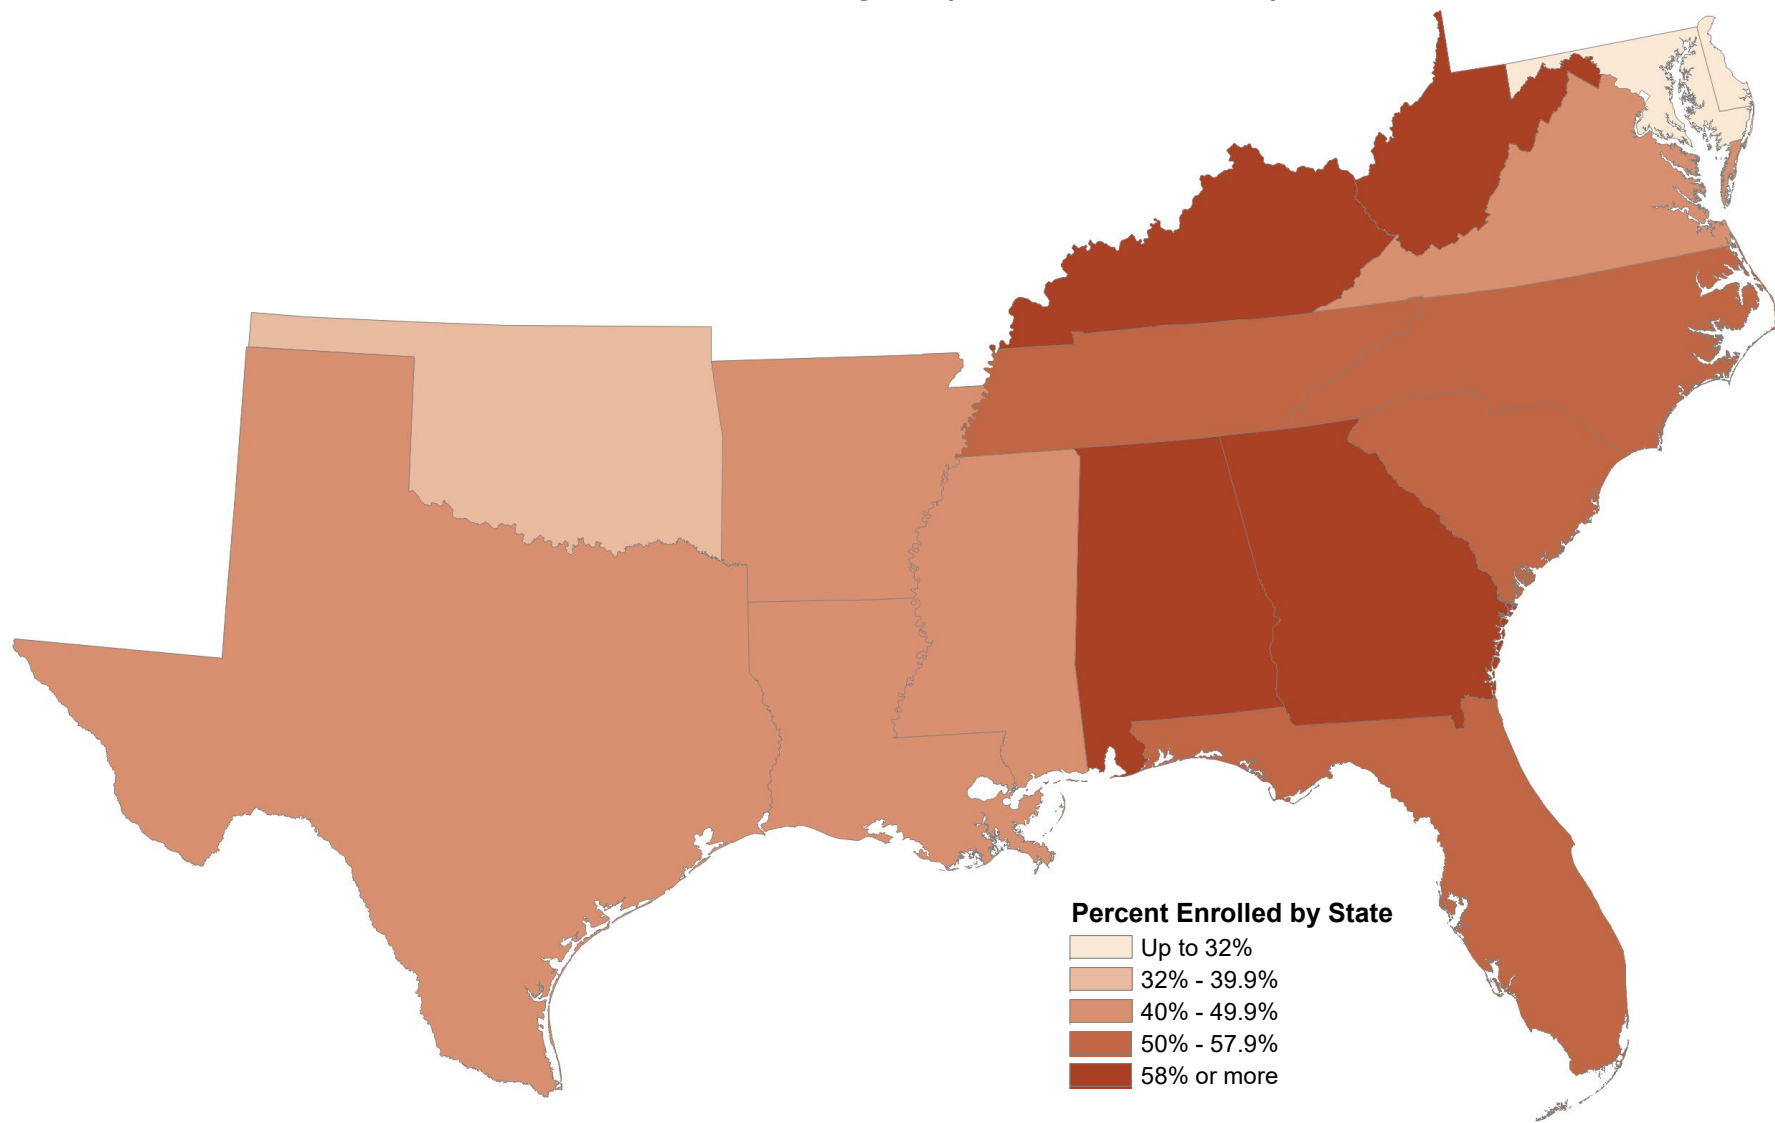 Percent Enrolled by State
Up to 32%
32% - 39.9%
40% - 49.9%
50% - 57.9%
58% or more